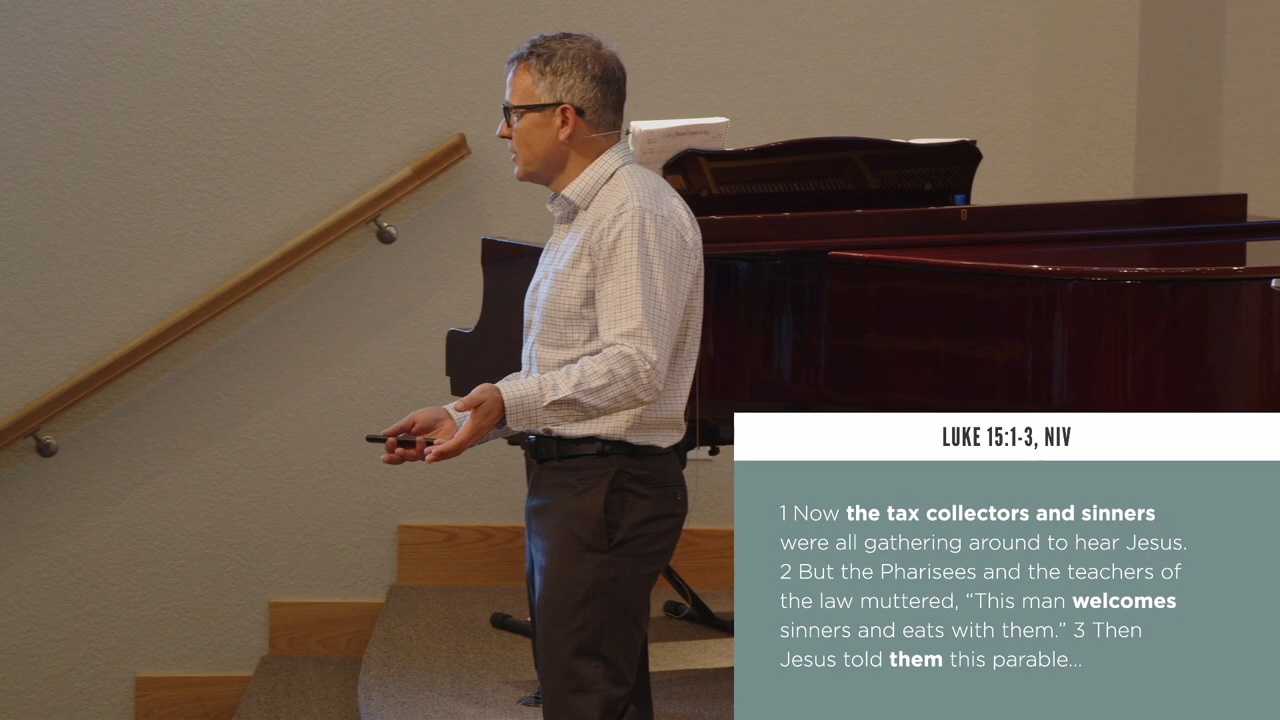 LUKE 15:1-3, NIV
1 Now the tax collectors and sinners
were all gathering around to hear Jesus.
2 But the Pharisees and the teachers of
the law muttered, “This man welcomes
sinners and eats with them.” 3 Then
Jesus told them this parable...